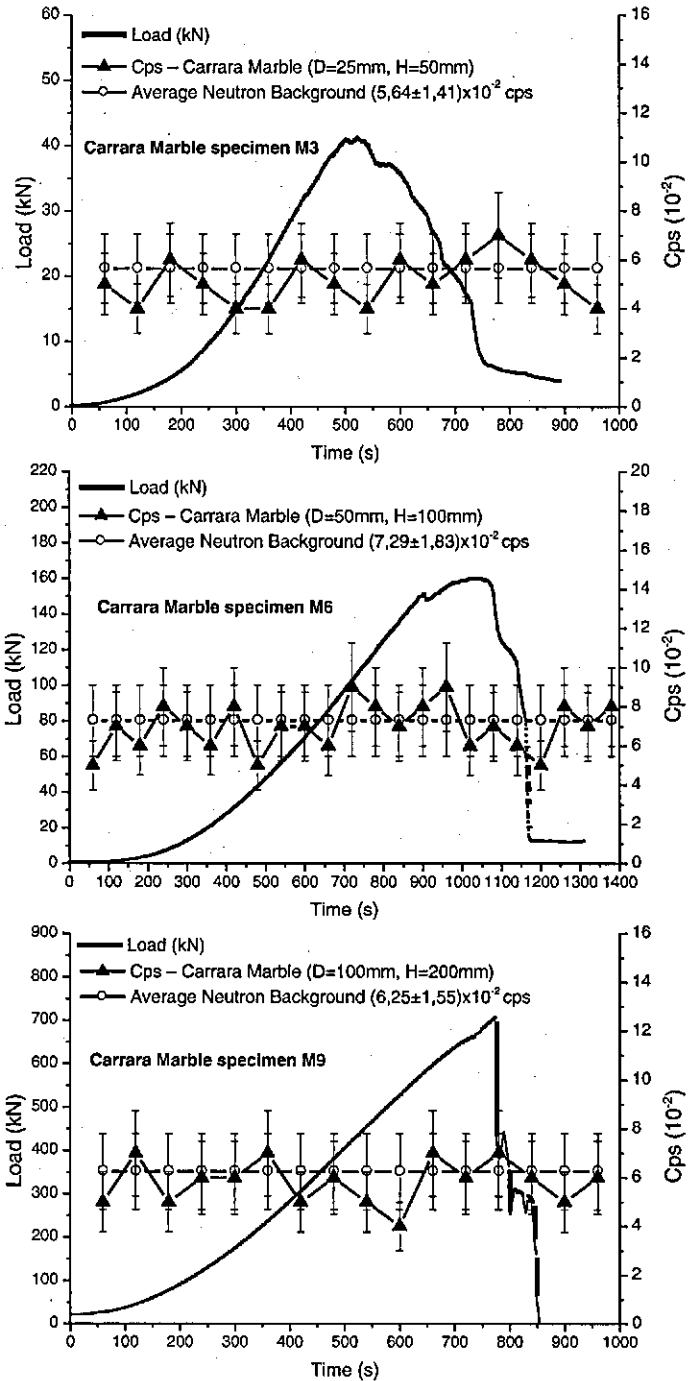 Load (kN)
Cps – Carrara Marble (D=25mm, H=50mm)
Average Neutron Background (5,64±1,41)x10-2 cps
Carrara Marble specimen M3
Load (kN)
60
50
40
30
20
10
0
Cps (10-2)
16
14
12
10
8
6
4
2
0
0 100 200 300 400 500 600 700 800 900 1000
Time (s)
Load (kN)
Cps – Carrara Marble (D=50mm, H=100mm)
Average Neutron Background (7,29±1,83)x10-2 cps
Carrara Marble specimen M6
Load (kN)
220
200
180
160
140
120
100
80
60
40
20
0
Cps (10-2)
20
18
16
14
12
10
8
6
4
2
0
0 100 200 300 400 500 600 700 800 900 1000 1100 1200 1300 1400
Time (s)
Load (kN)
Cps – Carrara Marble (D=100mm, H=200mm)
Average Neutron Background (6,25±1,55)x10-2 cps
Carrara Marble specimen M9
Load (kN)
900
800
700
600
500
400
300
200
100
0
Cps (10-2)
16
14
12
10
8
6
4
2
0
0 100 200 300 400 500 600 700 800 900 1000
Time (s)